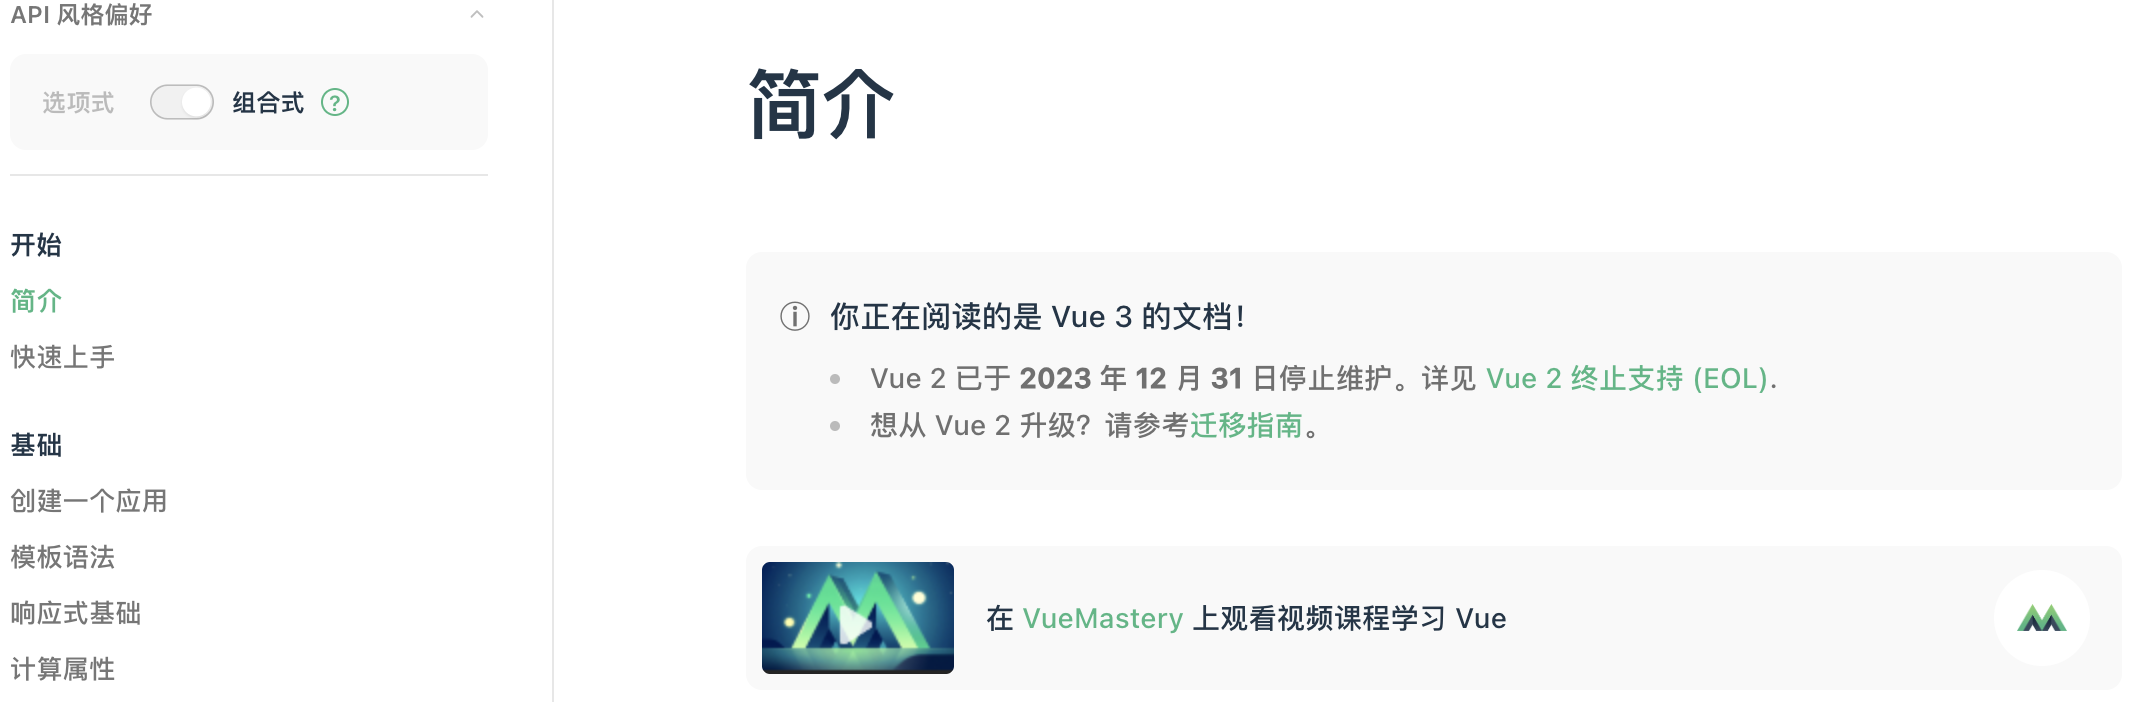 API 风格偏好
选项式 组合式 ?
开始
简介
快速上手
基础
创建一个应用
模板语法
响应式基础
计算属性
简介
你正在阅读的是 Vue 3 的文档！
Vue 2 已于 2023 年 12 月 31 日停止维护。详见 Vue 2 终止支持 (EOL).
想从 Vue 2 升级？请参考迁移指南。
在 VueMastery 上观看视频课程学习 Vue